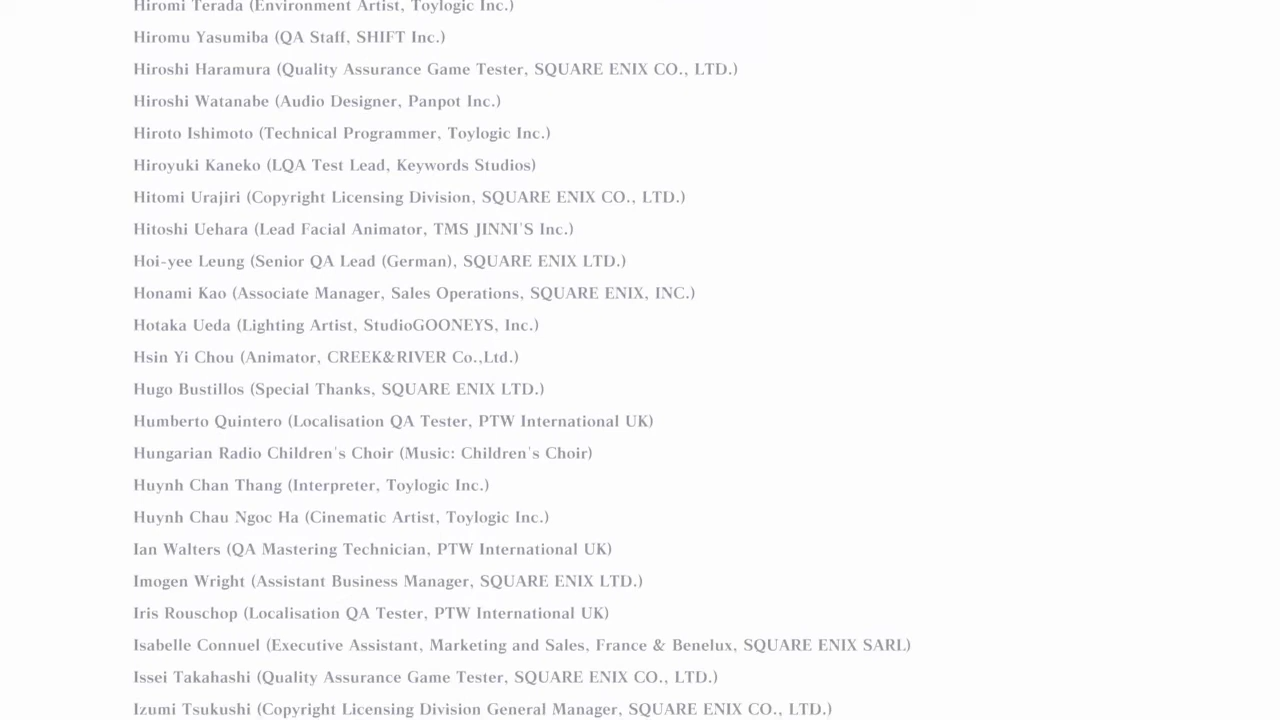 Hiromi Terada (Environment Artist, Toylogic Inc.)
Hiromu Yasumiba (QA Staff, SHIFT Inc.)
Hiroshi Haramura (Quality Assurance Game Tester, SQUARE ENIX CO., LTD.)
Hiroshi Watanabe (Audio Designer, Panpot Inc.)
Hiroto Ishimoto (Technical Programmer, Toylogic Inc.)
Hiroyuki Kaneko (LQA Test Lead, Keywords Studios)
Hitomi Urajiri (Copyright Licensing Division, SQUARE ENIX CO., LTD.)
Hitoshi Uehara (Lead Facial Animator, TMS JINNI'S Inc.)
Hoi-yee Leung (Senior QA Lead (German), SQUARE ENIX LTD.)
Honami Kao (Associate Manager, Sales Operations, SQUARE ENIX, INC.)
Hotaka Ueda (Lighting Artist, StudioGOONEYS, Inc.)
Hsin Yi Chou (Animator, CREEK&RIVER Co.,Ltd.)
Hugo Bustillos (Special Thanks, SQUARE ENIX LTD.)
Humberto Quintero (Localisation QA Tester, PTW International UK)
Hungarian Radio Children's Choir (Music: Children's Choir)
Huynh Chan Thang (Interpreter, Toylogic Inc.)
Huynh Chau Ngoc Ha (Cinematic Artist, Toylogic Inc.)
Ian Walters (QA Mastering Technician, PTW International UK)
Imogen Wright (Assistant Business Manager, SQUARE ENIX LTD.)
Iris Rouschop (Localisation QA Tester, PTW International UK)
Isabelle Connuel (Executive Assistant, Marketing and Sales, France & Benelux, SQUARE ENIX SARL)
Issei Takahashi (Quality Assurance Game Tester, SQUARE ENIX CO., LTD.)
Izumi Tsukushi (Copyright Licensing Division General Manager, SQUARE ENIX CO., LTD.)